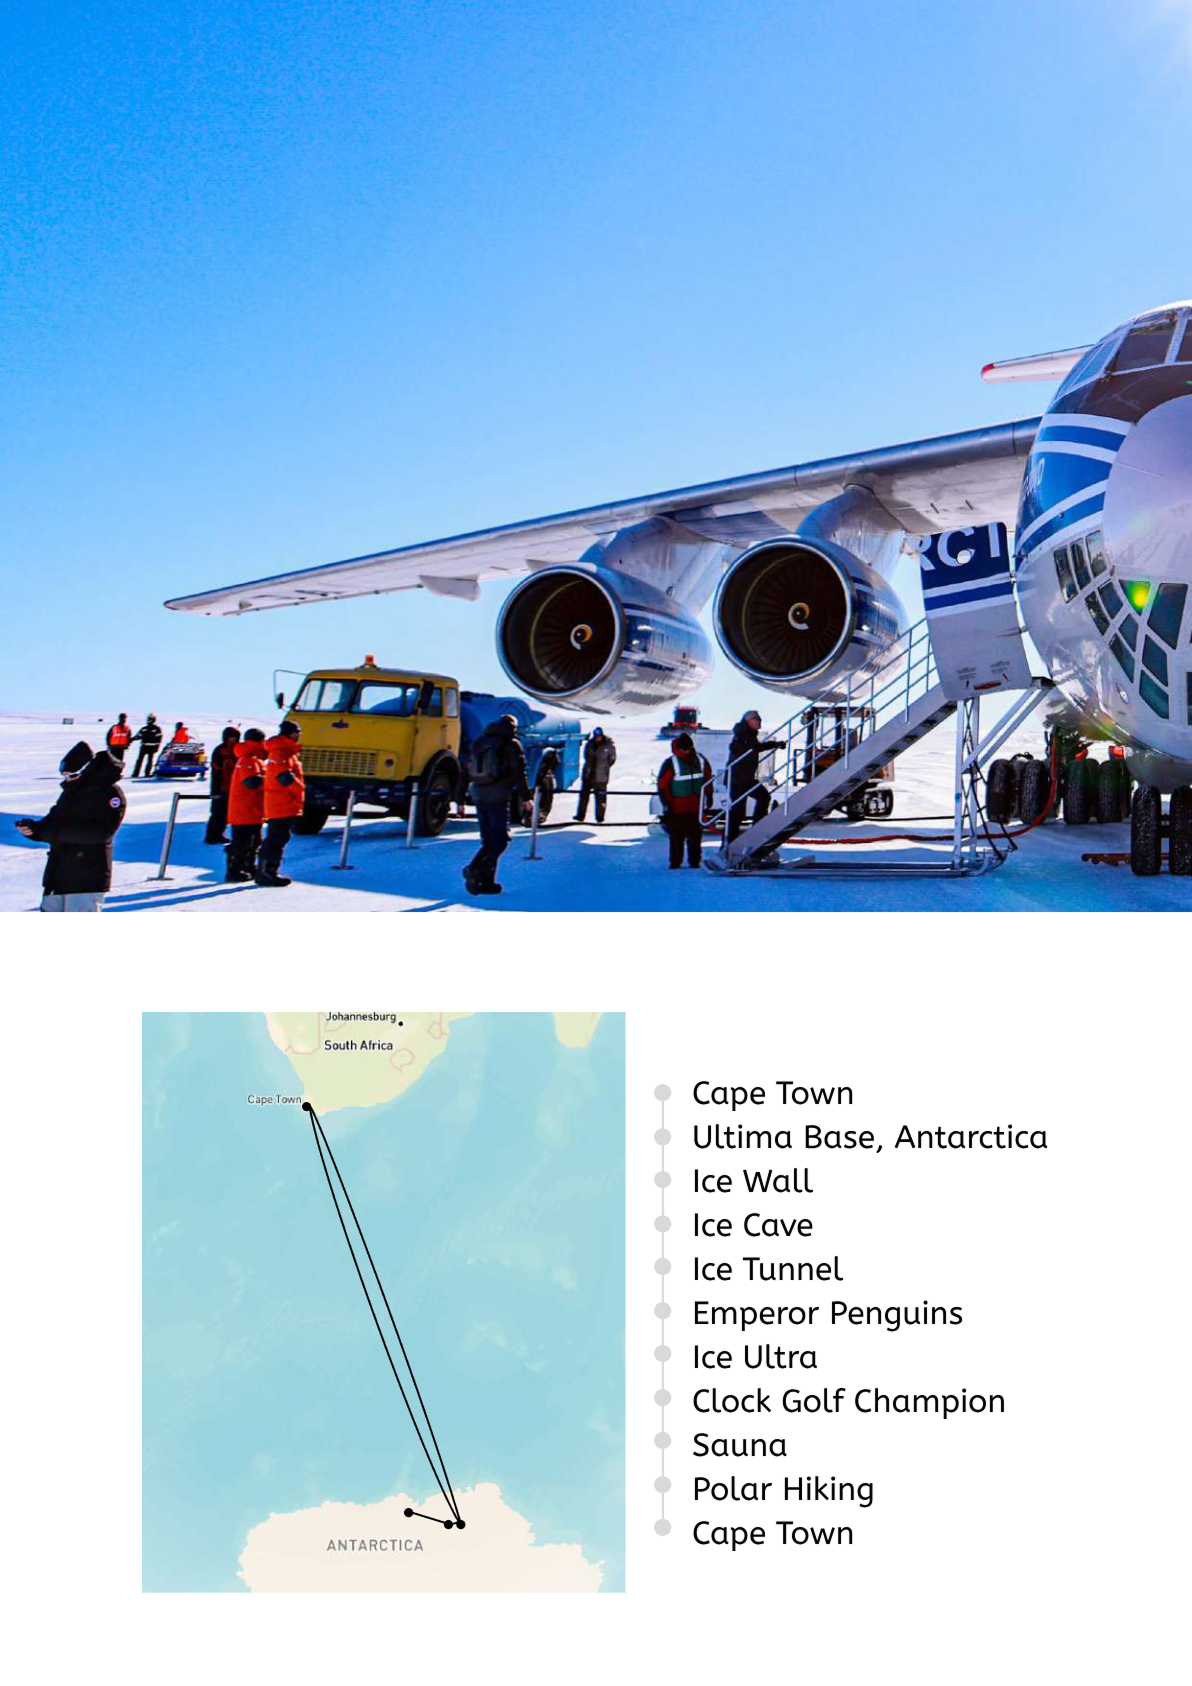 RCT
Johannesburg
South Africa
Cape Town
ANTARCTICA
Cape Town
Ultima Base, Antarctica
Ice Wall
Ice Cave
Ice Tunnel
Emperor Penguins
Ice Ultra
Clock Golf Champion
Sauna
Polar Hiking
Cape Town